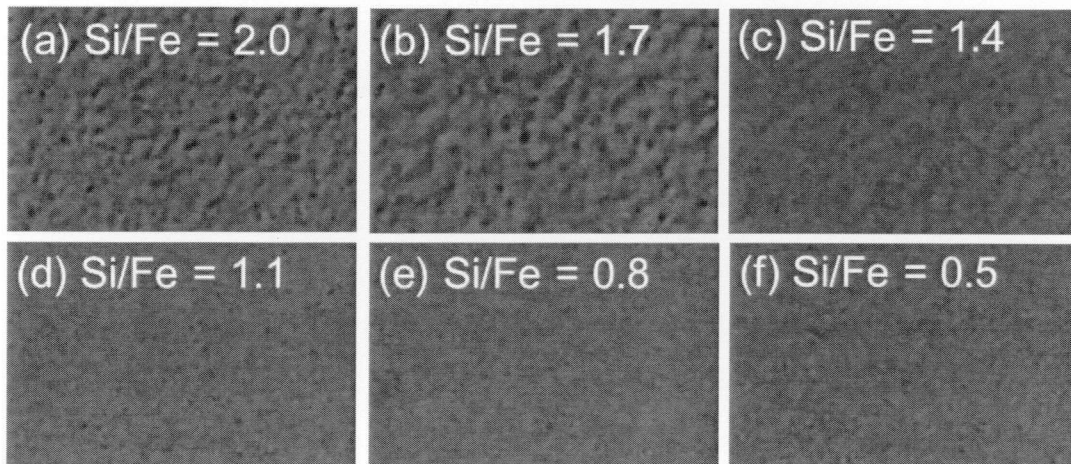 (a) Si/Fe = 2.0
(b) Si/Fe = 1.7
(c) Si/Fe = 1.4
(d) Si/Fe = 1.1
(e) Si/Fe = 0.8
(f) Si/Fe = 0.5